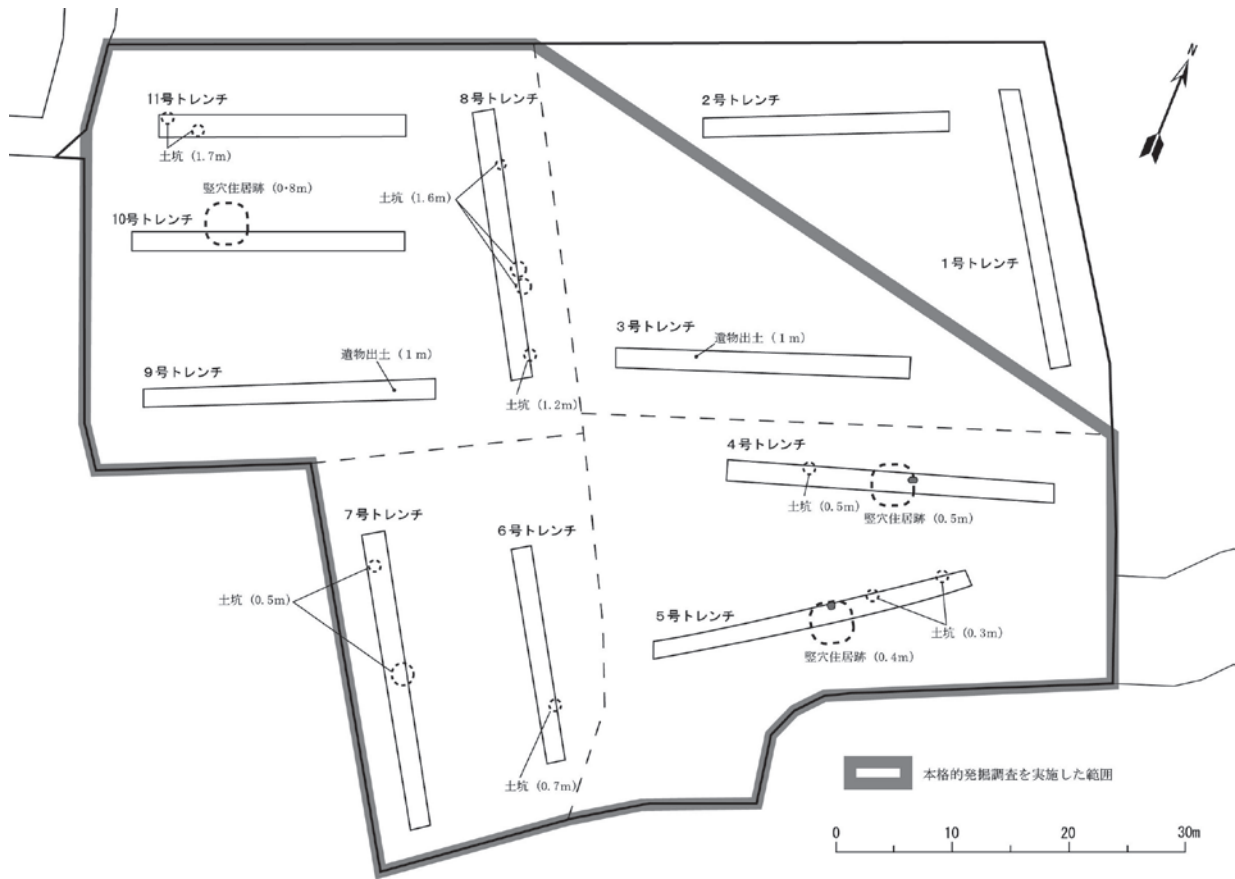 N
11号トレンチ
8号トレンチ
2号トレンチ
土坑（1.7m）
竪穴住居跡（0・8m）
土坑（1.6m）
10号トレンチ
1号トレンチ
3号トレンチ
遺物出土（1m）
遺物出土（1m）
9号トレンチ
土坑（1.2m）
4号トレンチ
土坑（0.5m）
竪穴住居跡（0.5m）
7号トレンチ
6号トレンチ
土坑（0.5m）
5号トレンチ
土坑（0.3m）
竪穴住居跡（0.4m）
土坑（0.7m）
本格的発掘調査を実施した範囲
0 10 20 30m